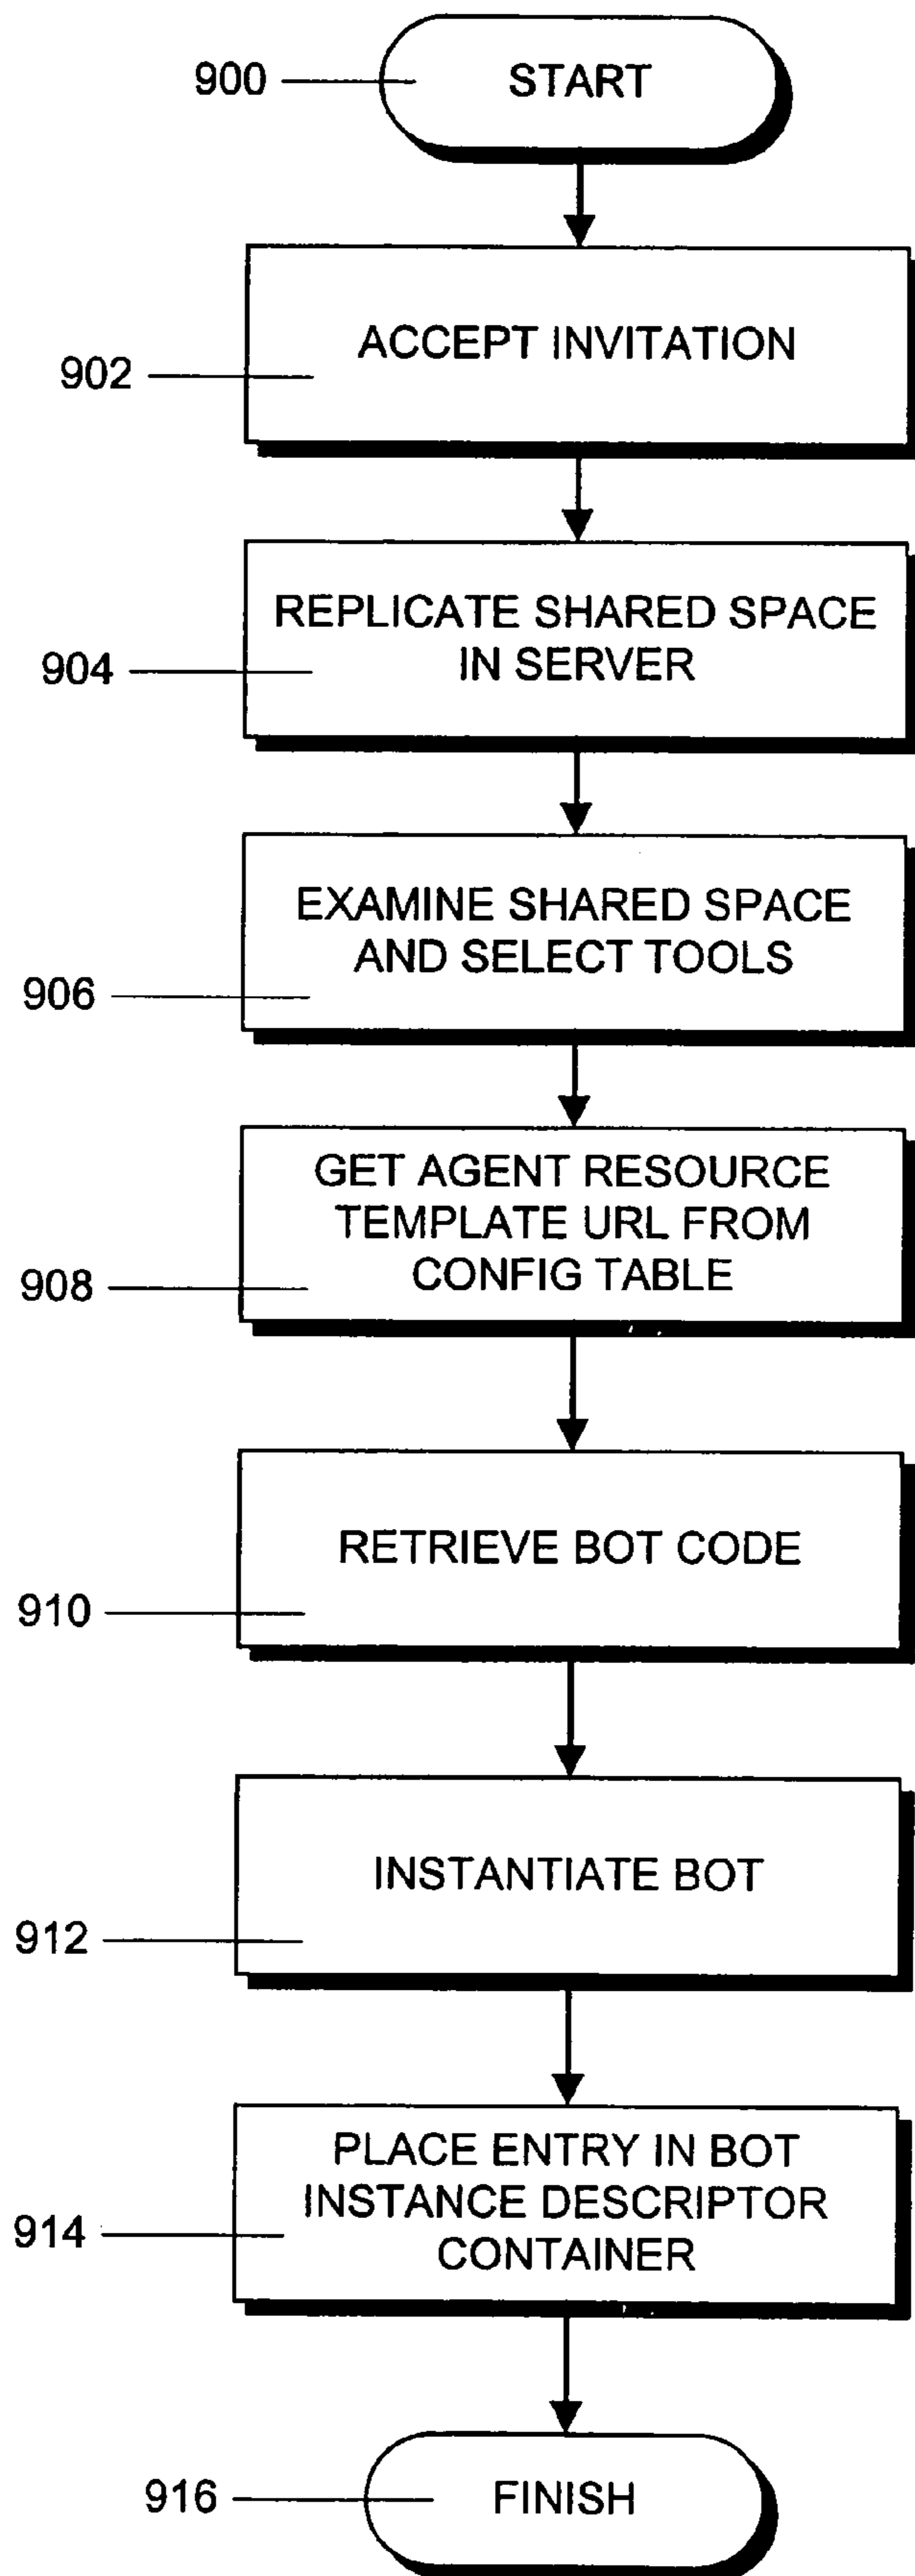 900
START
902
ACCEPT INVITATION
904
REPLICATE SHARED SPACE
IN SERVER
906
EXAMINE SHARED SPACE
AND SELECT TOOLS
908
GET AGENT RESOURCE
TEMPLATE URL FROM
CONFIG TABLE
910
RETRIEVE BOT CODE
912
INSTANTIATE BOT
914
PLACE ENTRY IN BOT
INSTANCE DESCRIPTOR
CONTAINER
916
FINISH